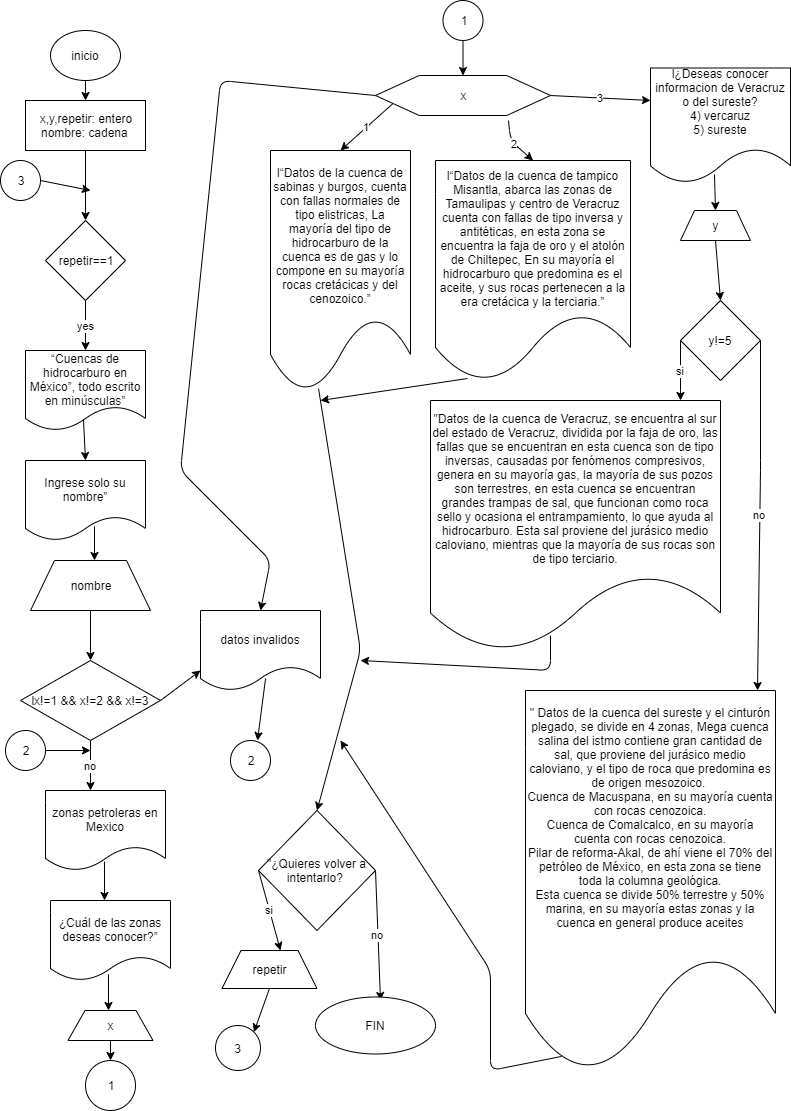 inicio
x,y,repetir: entero
nombre: cadena
3
repetir==1
yes
“Cuencas de
hidrocarburo en
México”, todo escrito
en minúsculas”
Ingrese solo su
nombre”
nombre
Ix!=1 && x!=2 && x!=3
2
no
zonas petroleras en
Mexico
¿Cuál de las zonas
deseas conocer?”
x
1
datos invalidos
2
1
x
1
2
3
I“Datos de la cuenca de
sabinas y burgos, cuenta
con fallas normales de
tipo elistricas, La
mayoría del tipo de
hidrocarburo de la
cuenca es de gas y lo
compone en su mayoría
rocas cretácicas y del
cenozoico.”
I“Datos de la cuenca de tampico
Misantla, abarca las zonas de
Tamaulipas y centro de Veracruz
cuenta con fallas de tipo inversa y
antitéticas, en esta zona se
encuentra la faja de oro y el atolón
de Chiltepec, En su mayoría el
hidrocarburo que predomina es el
aceite, y sus rocas pertenecen a la
era cretácica y la terciaria.”
I¿Deseas conocer
informacion de Veracruz
o del sureste?
4) vercaruz
5) sureste
y
y!=5
si
no
"Datos de la cuenca de Veracruz, se encuentra al sur
del estado de Veracruz, dividida por la faja de oro, las
fallas que se encuentran en esta cuenca son de tipo
inversas, causadas por fenómenos compresivos,
genera en su mayoría gas, la mayoría de sus pozos
son terrestres, en esta cuenca se encuentran
grandes trampas de sal, que funcionan como roca
sello y ocasiona el entrampamiento, lo que ayuda al
hidrocarburo. Esta sal proviene del jurásico medio
caloviano, mientras que la mayoría de sus rocas son
de tipo terciario.
" Datos de la cuenca del sureste y el cinturón
plegado, se divide en 4 zonas, Mega cuenca
salina del istmo contiene gran cantidad de
sal, que proviene del jurásico medio
caloviano, y el tipo de roca que predomina es
de origen mesozoico.
Cuenca de Macuspana, en su mayoría cuenta
con rocas cenozoica.
Cuenca de Comalcalco, en su mayoría
cuenta con rocas cenozoica.
Pilar de reforma-Akal, de ahí viene el 70% del
petróleo de México, en esta zona se tiene
toda la columna geológica.
Esta cuenca se divide 50% terrestre y 50%
marina, en su mayoría estas zonas y la
cuenca en general produce aceites
"¿Quieres volver a
intentarlo?
si
no
repetir
3
FIN